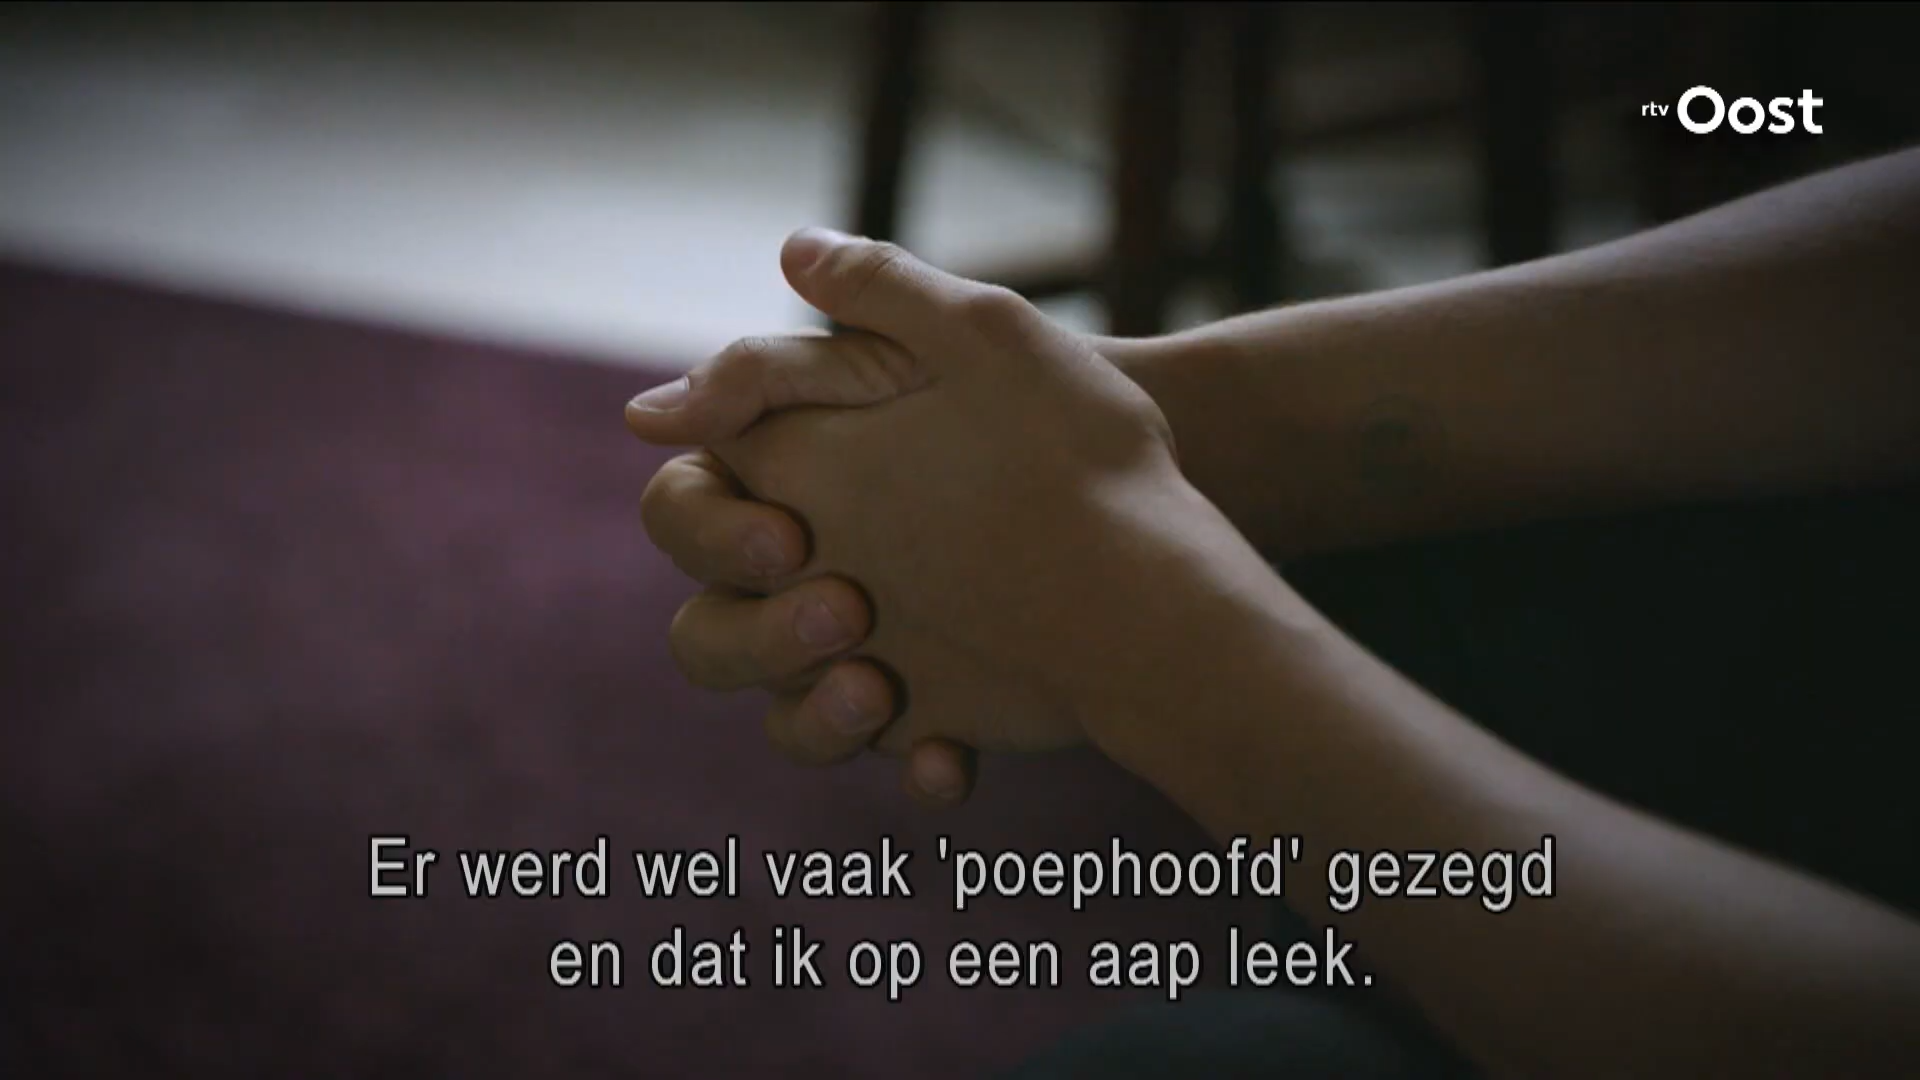 rtv Oost
Er werd wel vaak 'poephoofd' gezegd
en dat ik op een aap leek.